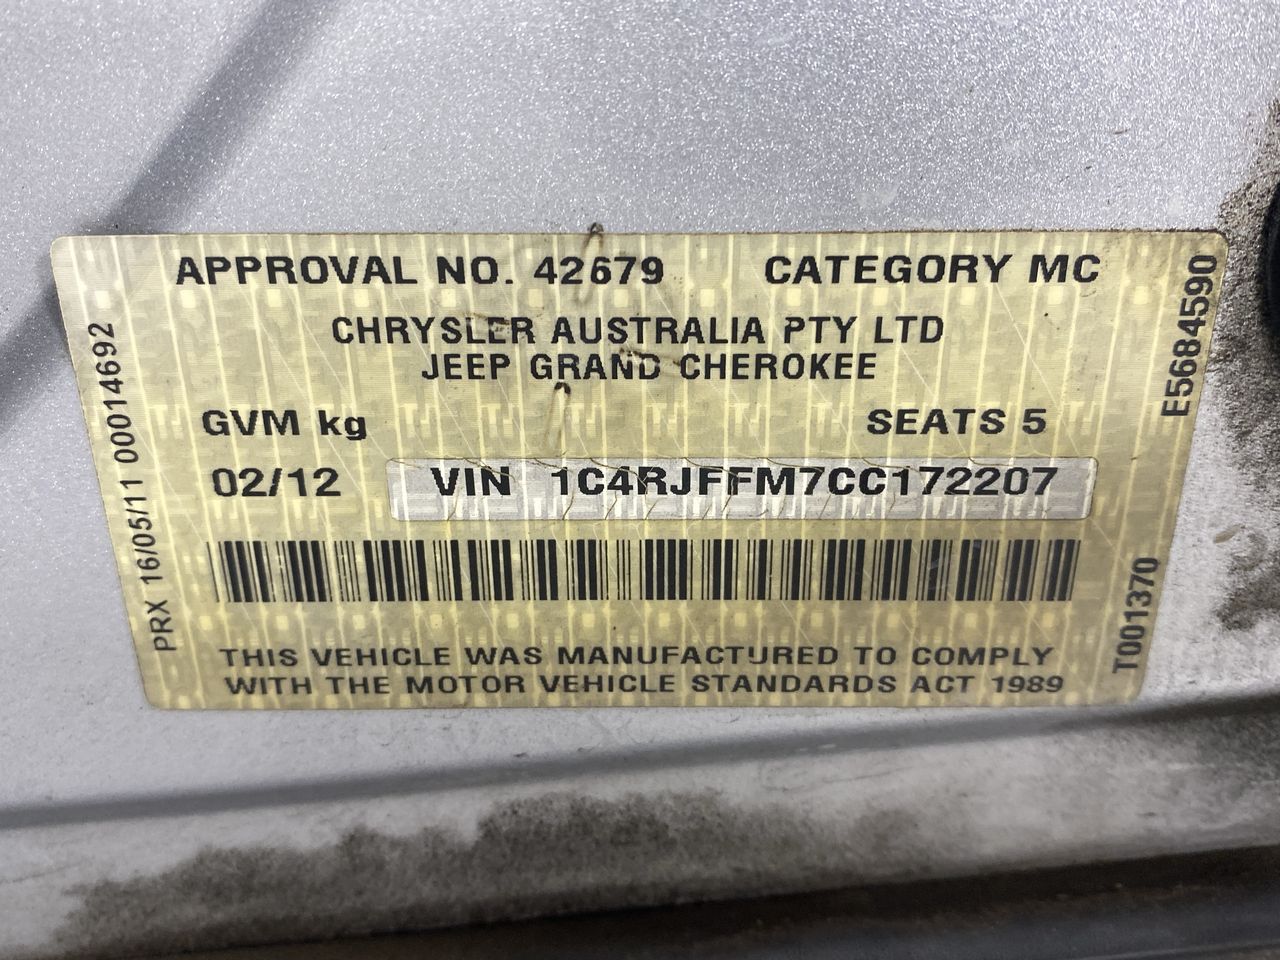 APPROVAL NO. 42679 CATEGORY MC
CHRYSLER AUSTRALIA PTY LTD
JEEP GRAND CHEROKEE
GVM kg SEATS 5
02/12 VIN 1C4RJFFM7CC172207
THIS VEHICLE WAS MANUFACTURED TO COMPLY
WITH THE MOTOR VEHICLE STANDARDS ACT 1989
PRX 16/05/11 00014692
E5684590
T001370